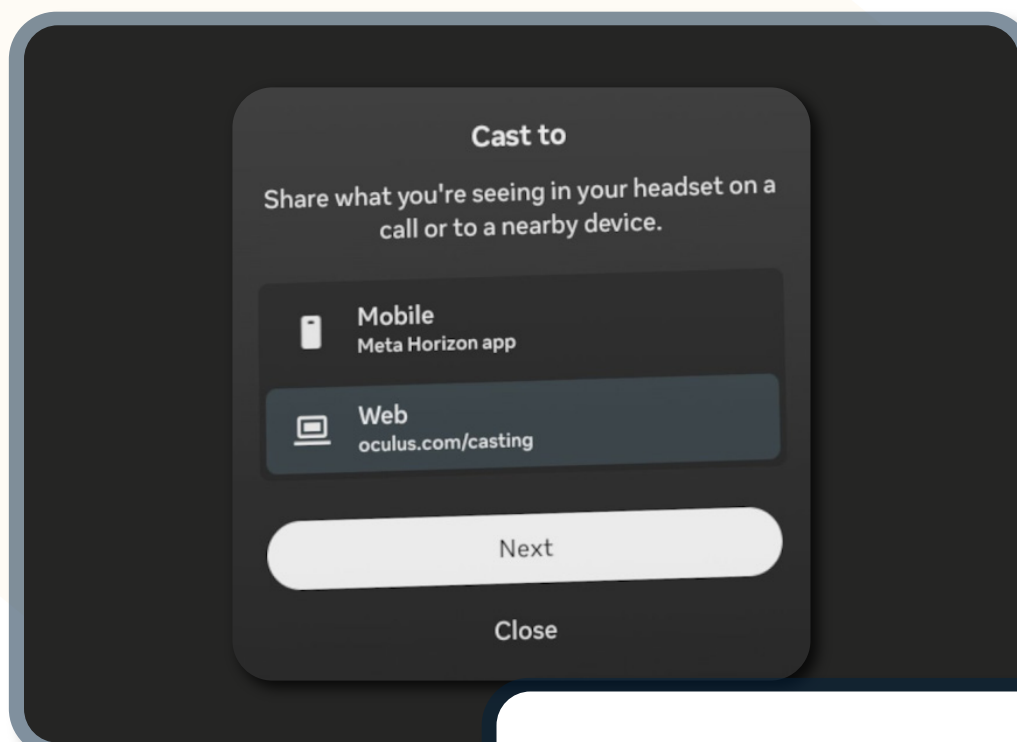 Cast to
Share what you're seeing in your headset on a
call or to a nearby device.
Mobile
Meta Horizon app
Web
oculus.com/casting
Next
Close